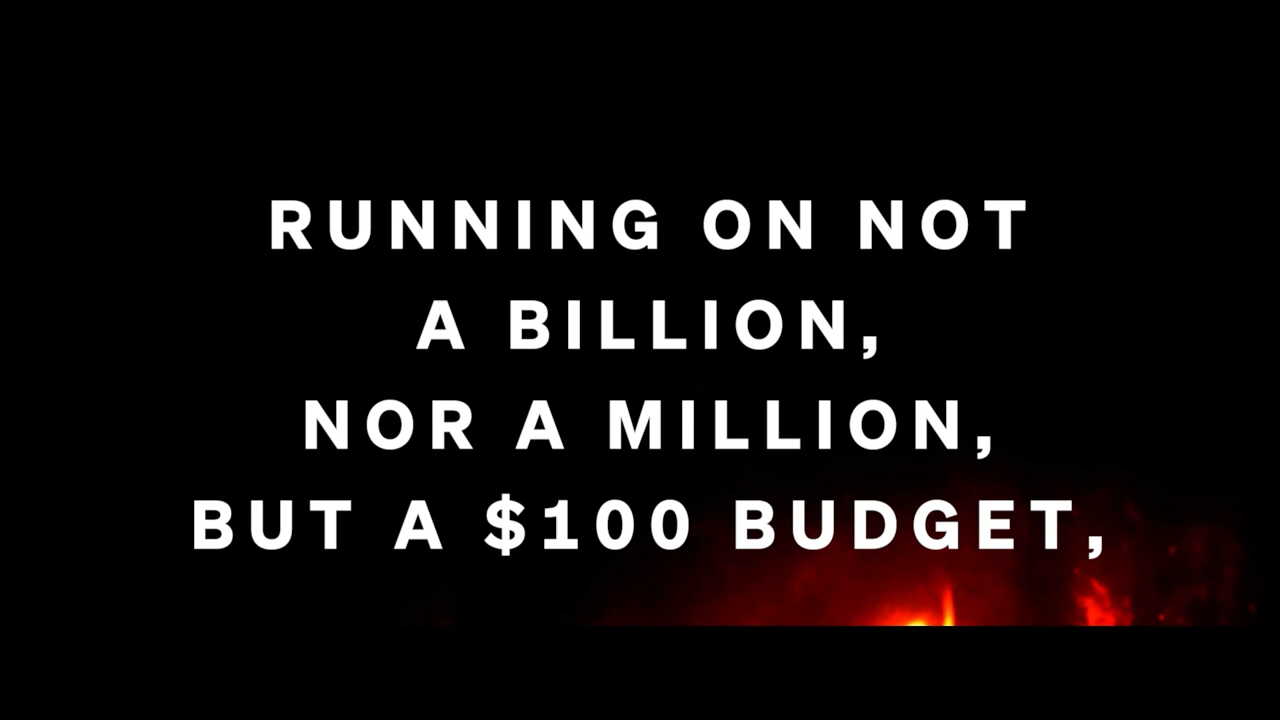 RUNNING ON NOT
A BILLION,
NOR A MILLION,
BUT A $100 BUDGET,